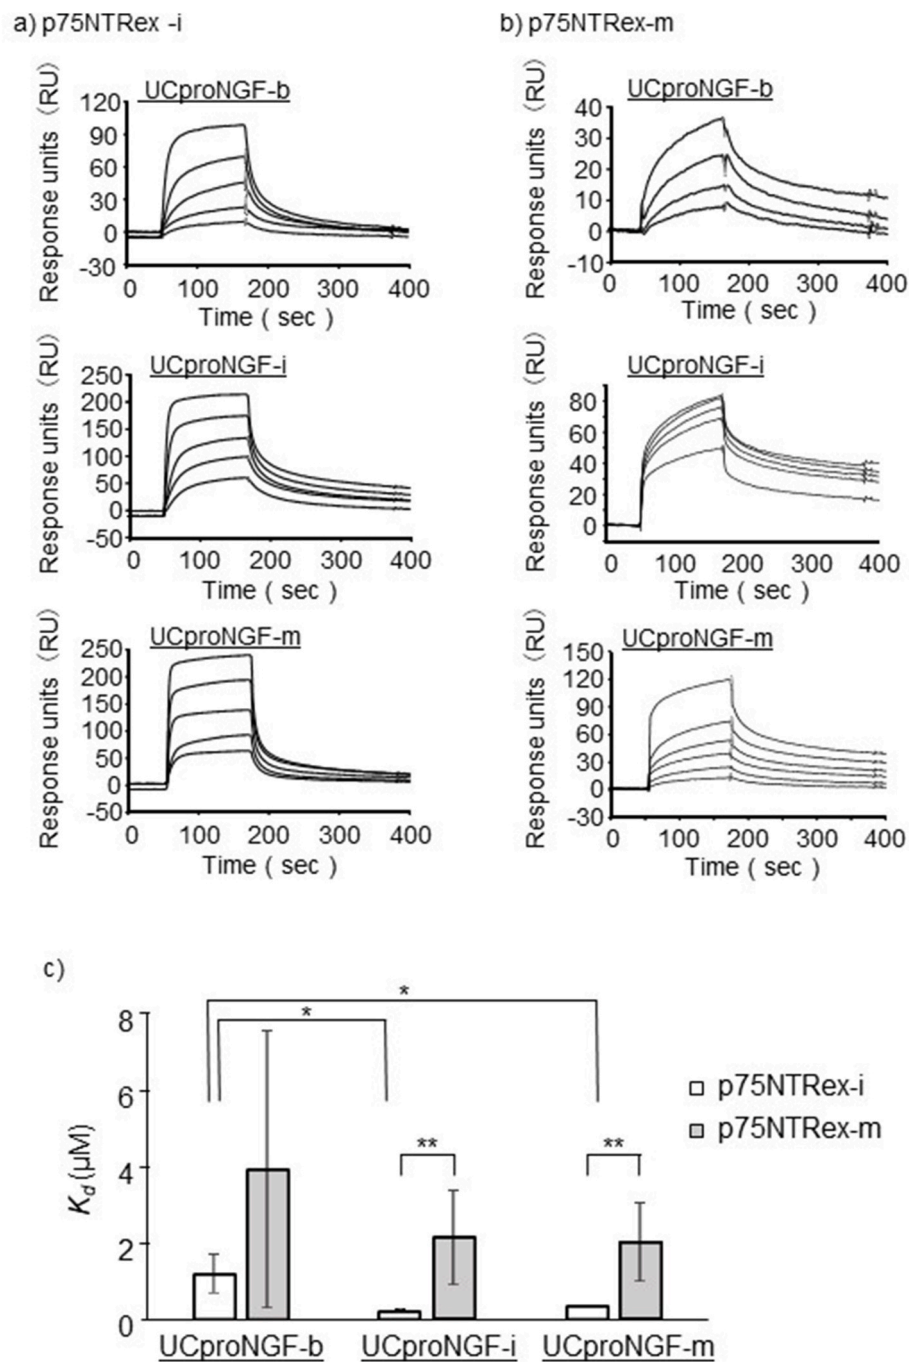 a) p75NTRex -i
b) p75NTRex-m
UCproNGF-b
Response units (RU)
120
90
60
30
0
-30
0 100 200 300 400
Time ( sec )
UCproNGF-b
Response units (RU)
40
30
20
10
0
-10
0 100 200 300 400
Time ( sec )
UCproNGF-i
Response units (RU)
250
200
150
100
50
0
-50
0 100 200 300 400
Time ( sec )
UCproNGF-i
Response units (RU)
80
60
40
20
0
0 100 200 300 400
Time ( sec )
UCproNGF-m
Response units (RU)
250
200
150
100
50
0
-50
0 100 200 300 400
Time ( sec )
UCproNGF-m
Response units (RU)
150
120
90
60
30
0
-30
0 100 200 300 400
Time ( sec )
c)
Kd (µM)
8
6
4
2
0
*
*
**
**
p75NTRex-i
p75NTRex-m
UCproNGF-b UCproNGF-i UCproNGF-m